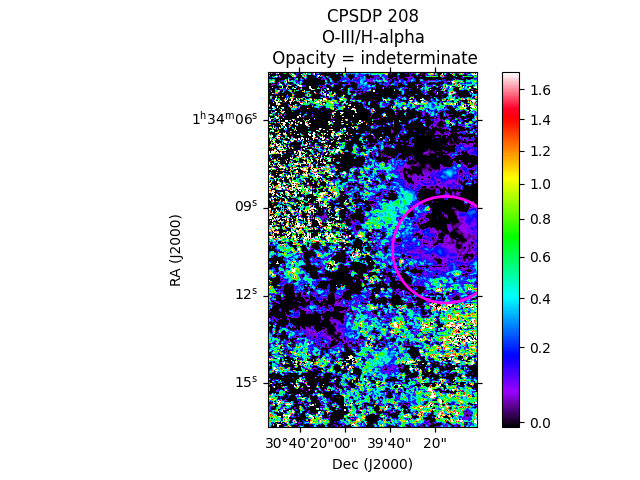 CPSDP 208
O-III/H-alpha
Opacity = indeterminate
1h34m06s
09s
12s
15s
30°40'20"00" 39'40" 20"
RA (J2000)
Dec (J2000)
1.6
1.4
1.2
1.0
0.8
0.6
0.4
0.2
0.0